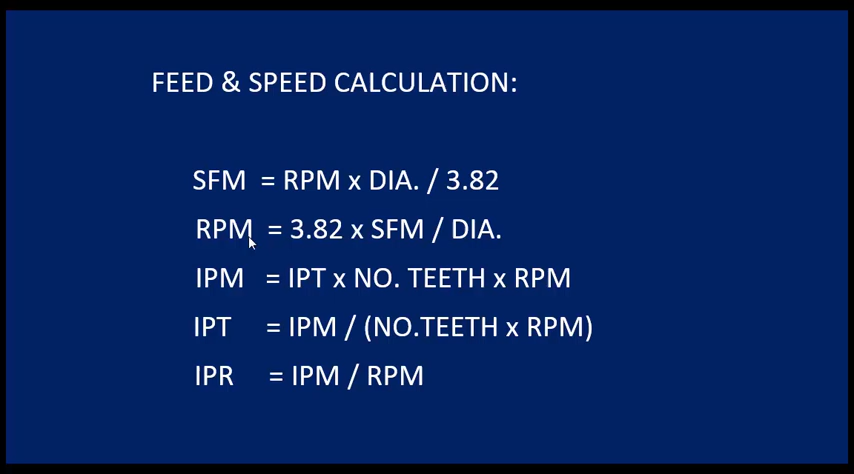 FEED & SPEED CALCULATION:
SFM = RPM x DIA. / 3.82
RPM = 3.82 x SFM / DIA.
IPM = IPT x NO. TEETH x RPM
IPT = IPM / (NO.TEETH x RPM)
IPR = IPM / RPM